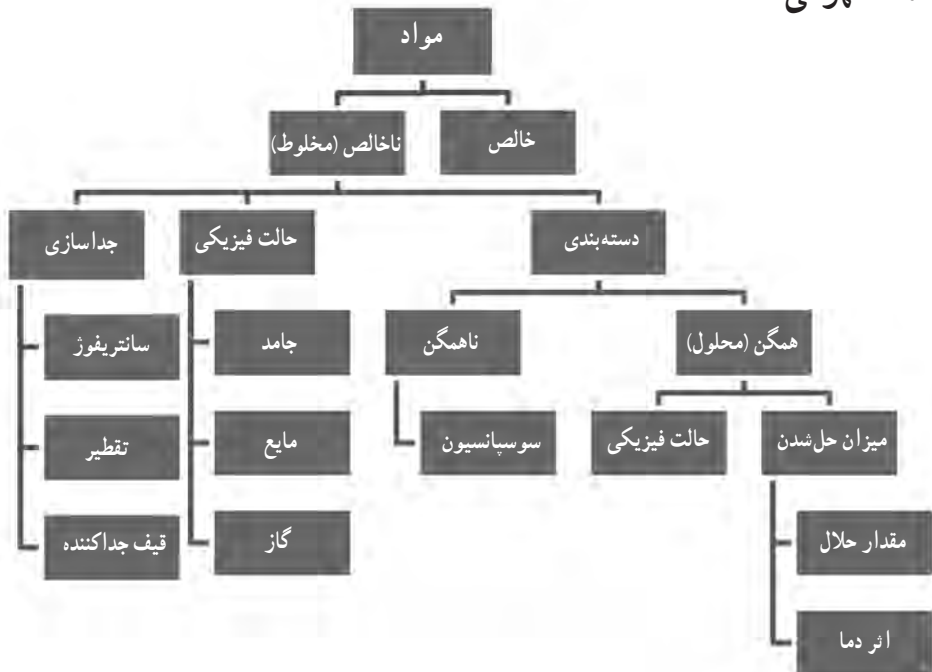 مواد
خالص
ناخالص (مخلوط)
دسته‌بندی
حالت فیزیکی
جداسازی
همگن (محلول)
ناهمگن
جامد
سانتریفوژ
میزان حل‌شدن
حالت فیزیکی
سوسپانسیون
مایع
تقطیر
مقدار حلال
گاز
قیف جداکننده
اثر دما